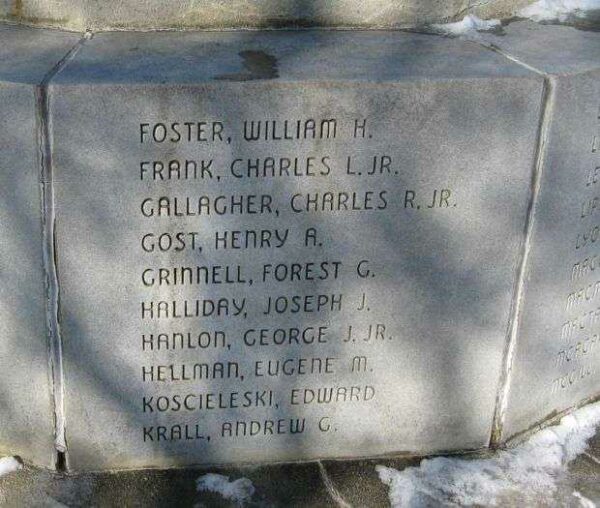 FOSTER, WILLIAM H.
FRANK, CHARLES L. JR.
GALLAGHER, CHARLES R. JR.
GOST, HENRY A.
GRINNELL, FOREST G.
HALLIDAY, JOSEPH J.
HANLON, GEORGE J. JR.
HELLMAN, EUGENE M.
KOSCIELESKI, EDWARD
KRALL, ANDREW G.